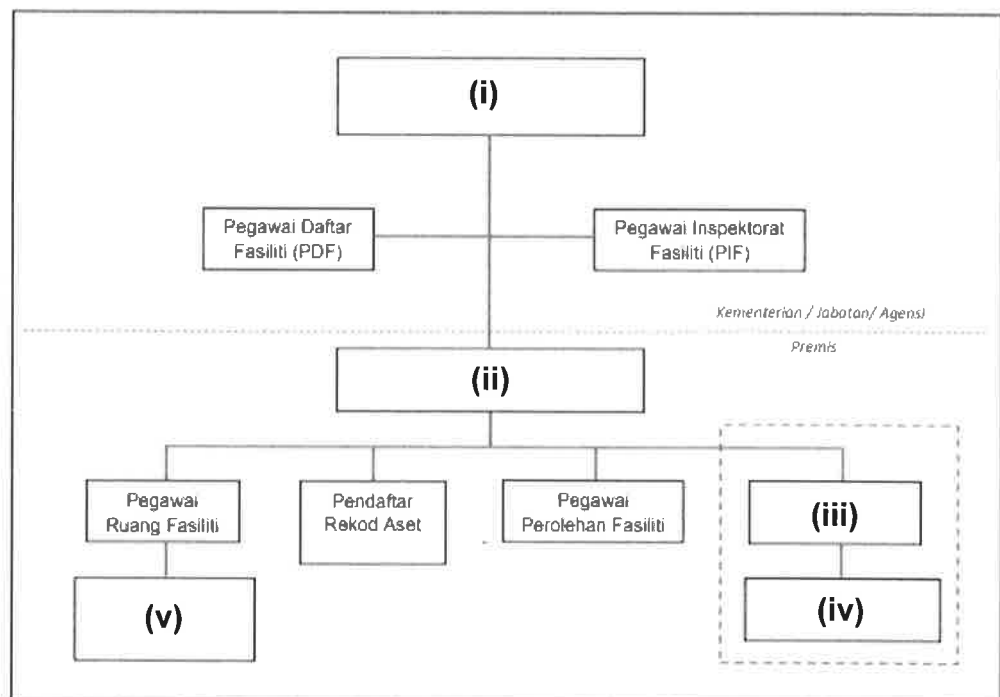 (i)
Pegawai Daftar
Fasiliti (PDF)
Pegawai Inspektorat
Fasiliti (PIF)
Kementerian / Jabatan/ Agensi
Premis
(ii)
Pegawai
Ruang Fasiliti
Pendaftar
Rekod Aset
Pegawai
Perolehan Fasiliti
(iii)
(v)
(iv)